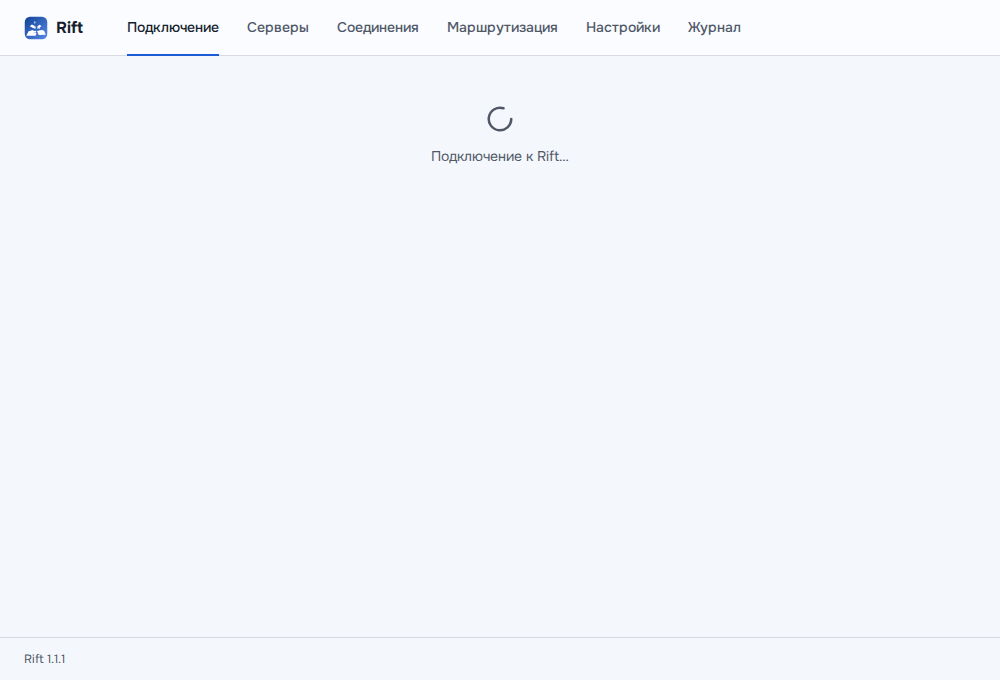 Rift
Подключение
Серверы
Соединения
Маршрутизация
Настройки
Журнал
Подключение к Rift...
Rift 1.1.1